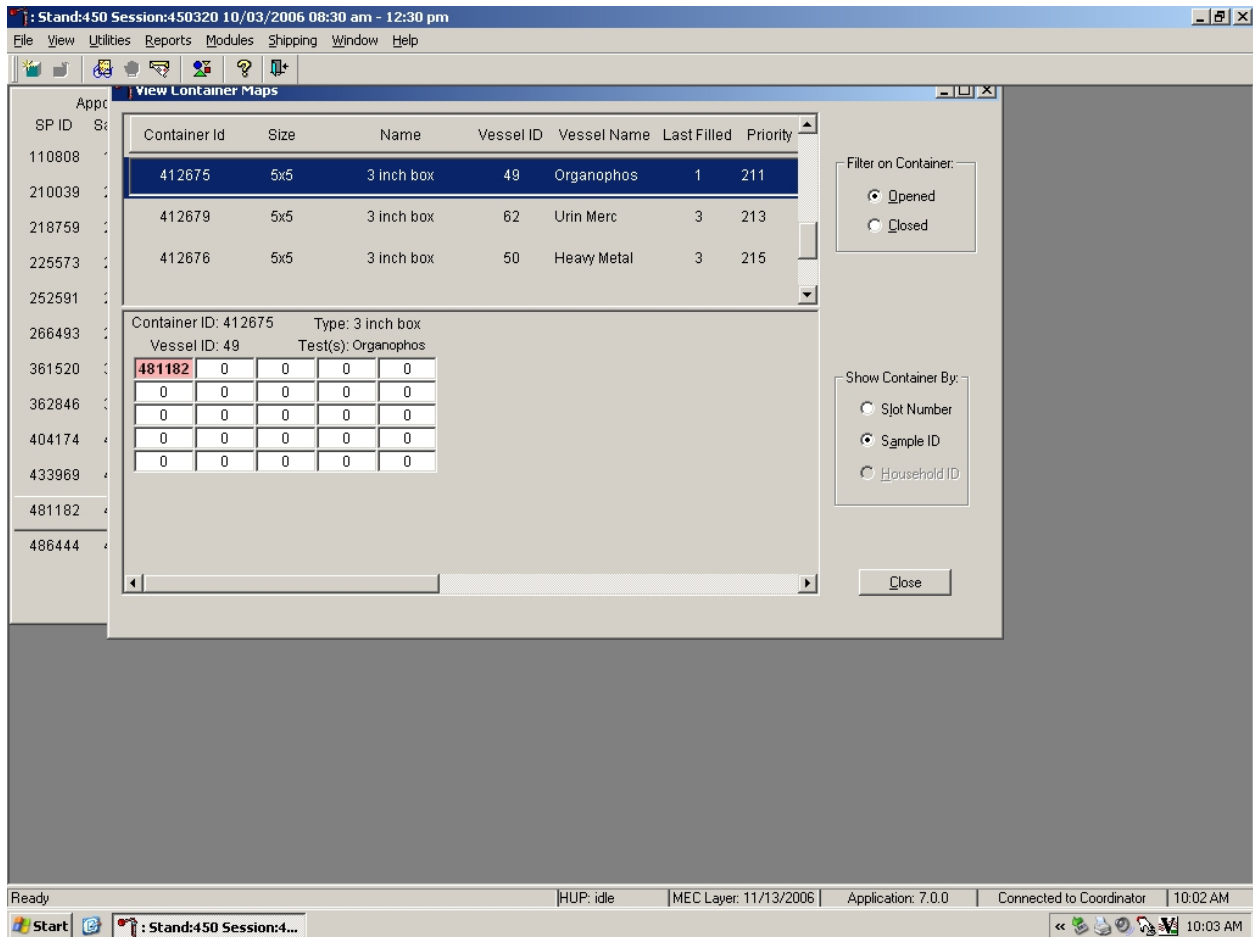 : Stand:450 Session:450320 10/03/2006 08:30 am - 12:30 pm
File View Utilities Reports Modules Shipping Window Help
View Container Maps
SP ID
110808
210039
218759
225573
252591
266493
361520
362846
404174
433969
481182
486444
Container Id Size Name Vessel ID Vessel Name Last Filled Priority
412675 5x5 3 inch box 49 Organophos 1 211
412679 5x5 3 inch box 62 Urin Merc 3 213
412676 5x5 3 inch box 50 Heavy Metal 3 215
Container ID: 412675 Type: 3 inch box
Vessel ID: 49 Test(s): Organophos
481182 0 0 0 0
0 0 0 0 0
0 0 0 0 0
0 0 0 0 0
0 0 0 0 0
Filter on Container:
Opened
Closed
Show Container By:
Slot Number
Sample ID
Household ID
Close
Ready HUP: idle MEC Layer: 11/13/2006 Application: 7.0.0 Connected to Coordinator 10:02 AM
Start : Stand:450 Session:4... « 10:03 AM